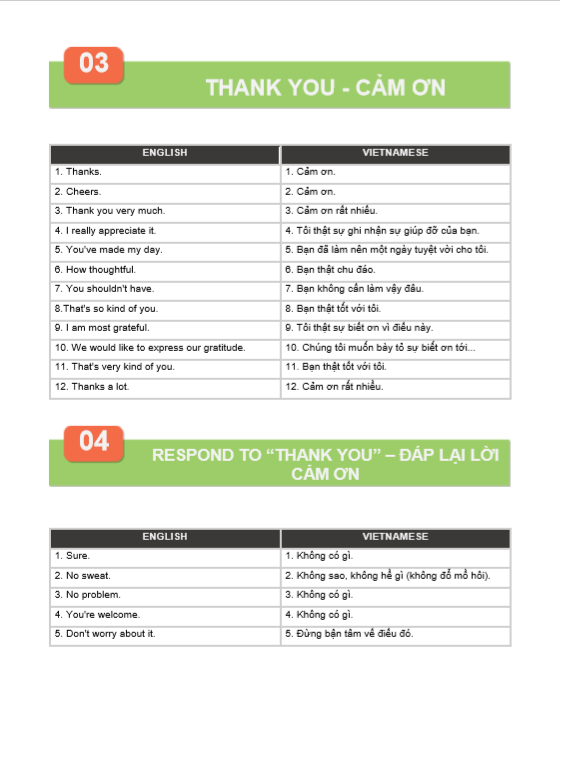 03
THANK YOU - CẢM ƠN
ENGLISH VIETNAMESE
1. Thanks. 1. Cảm ơn.
2. Cheers. 2. Cảm ơn.
3. Thank you very much. 3. Cảm ơn rất nhiều.
4. I really appreciate it. 4. Tôi thật sự ghi nhận sự giúp đỡ của bạn.
5. You've made my day. 5. Bạn đã làm nên một ngày tuyệt vời cho tôi.
6. How thoughtful. 6. Bạn thật chu đáo.
7. You shouldn't have. 7. Bạn không cần làm vậy đâu.
8.That's so kind of you. 8. Bạn thật tốt với tôi.
9. I am most grateful. 9. Tôi thật sự biết ơn vì điều này.
10. We would like to express our gratitude. 10. Chúng tôi muốn bày tỏ sự biết ơn tới...
11. That's very kind of you. 11. Bạn thật tốt với tôi.
12. Thanks a lot. 12. Cảm ơn rất nhiều.
04
RESPOND TO “THANK YOU” – ĐÁP LẠI LỜI
CẢM ƠN
ENGLISH VIETNAMESE
1. Sure. 1. Không có gì.
2. No sweat. 2. Không sao, không hề gì (không đổ mồ hôi).
3. No problem. 3. Không có gì.
4. You're welcome. 4. Không có gì.
5. Don't worry about it. 5. Đừng bận tâm về điều đó.